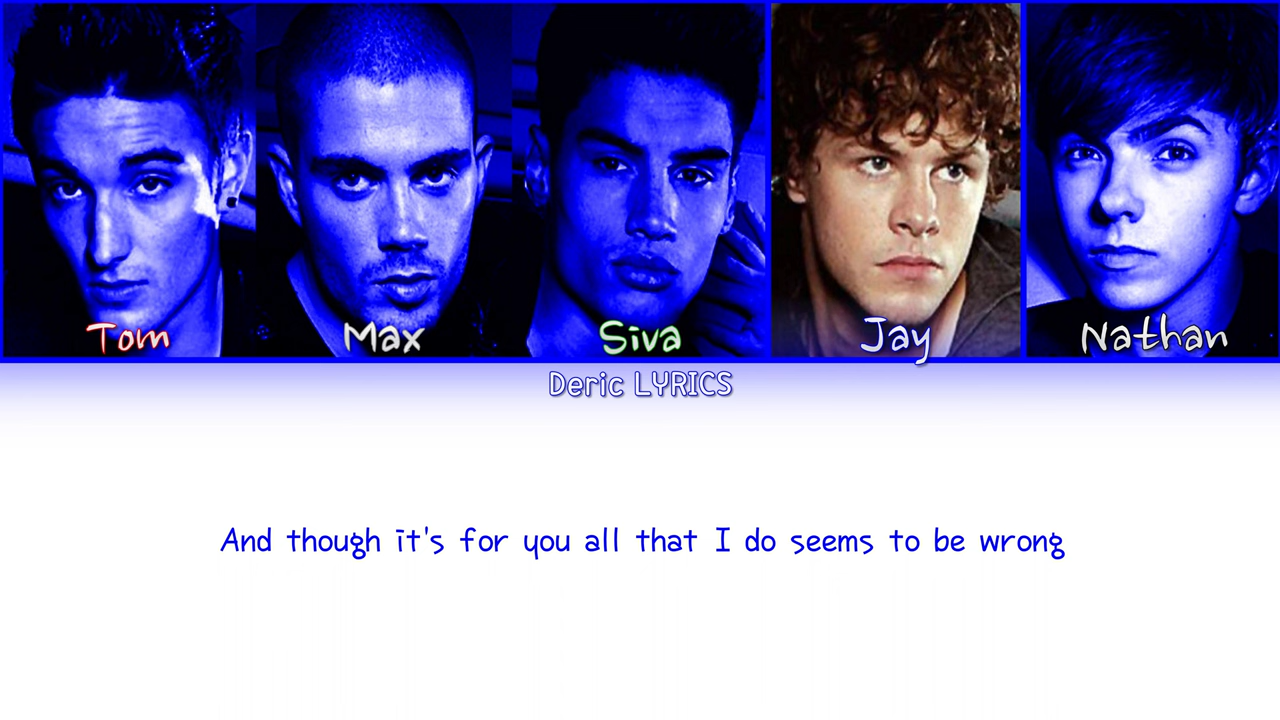 Tom Max Siva Jay Nathan
Deric LYRICS
And though it's for you all that I do seems to be wrong